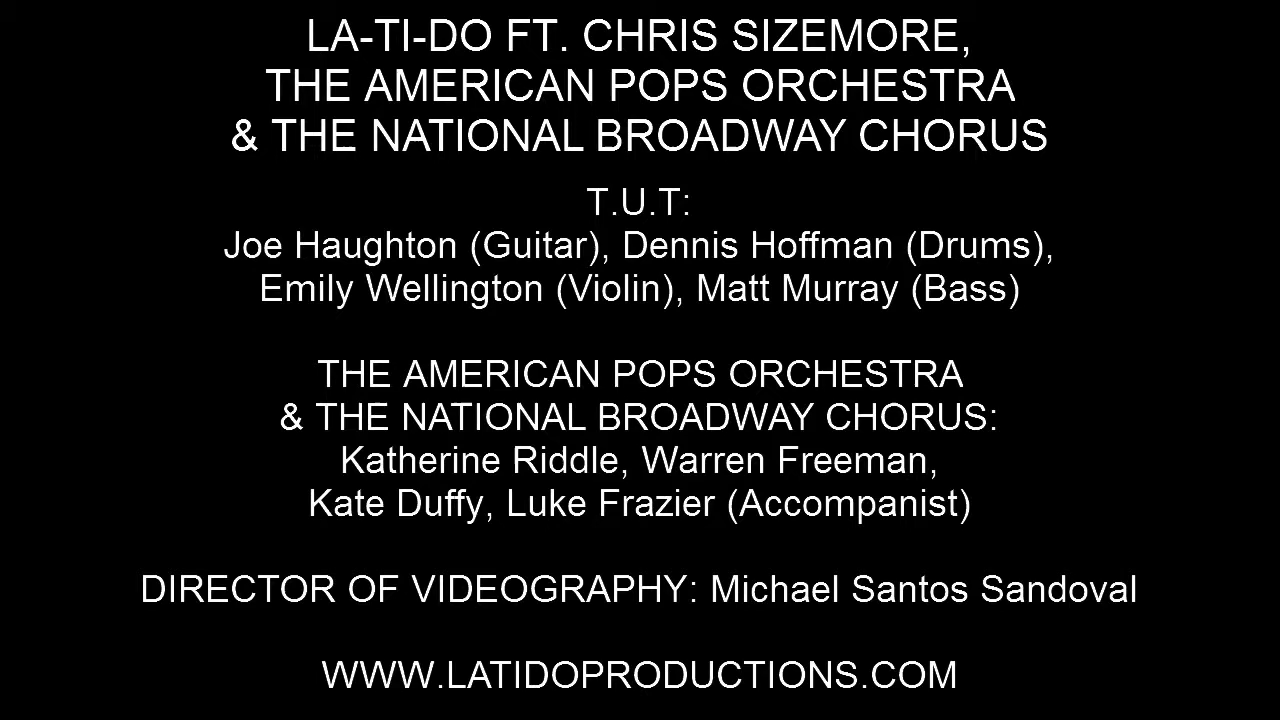 LA-TI-DO FT. CHRIS SIZEMORE,
THE AMERICAN POPS ORCHESTRA
& THE NATIONAL BROADWAY CHORUS
T.U.T:
Joe Haughton (Guitar), Dennis Hoffman (Drums),
Emily Wellington (Violin), Matt Murray (Bass)
THE AMERICAN POPS ORCHESTRA
& THE NATIONAL BROADWAY CHORUS:
Katherine Riddle, Warren Freeman,
Kate Duffy, Luke Frazier (Accompanist)
DIRECTOR OF VIDEOGRAPHY: Michael Santos Sandoval
WWW.LATIDOPRODUCTIONS.COM